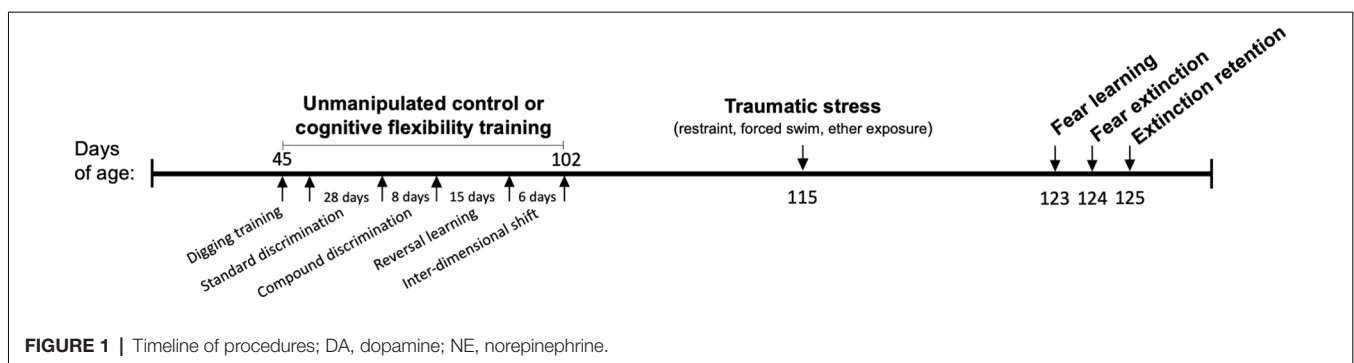 Unmanipulated control or
cognitive flexibility training
Traumatic stress
(restraint, forced swim, ether exposure)
Fear learning
Fear extinction
Extinction retention
Days
of age:
45
102
28 days
8 days
15 days
6 days
115
123 124 125
Digging training
Standard discrimination
Compound discrimination
Reversal learning
Inter-dimensional shift
FIGURE 1 | Timeline of procedures; DA, dopamine; NE, norepinephrine.